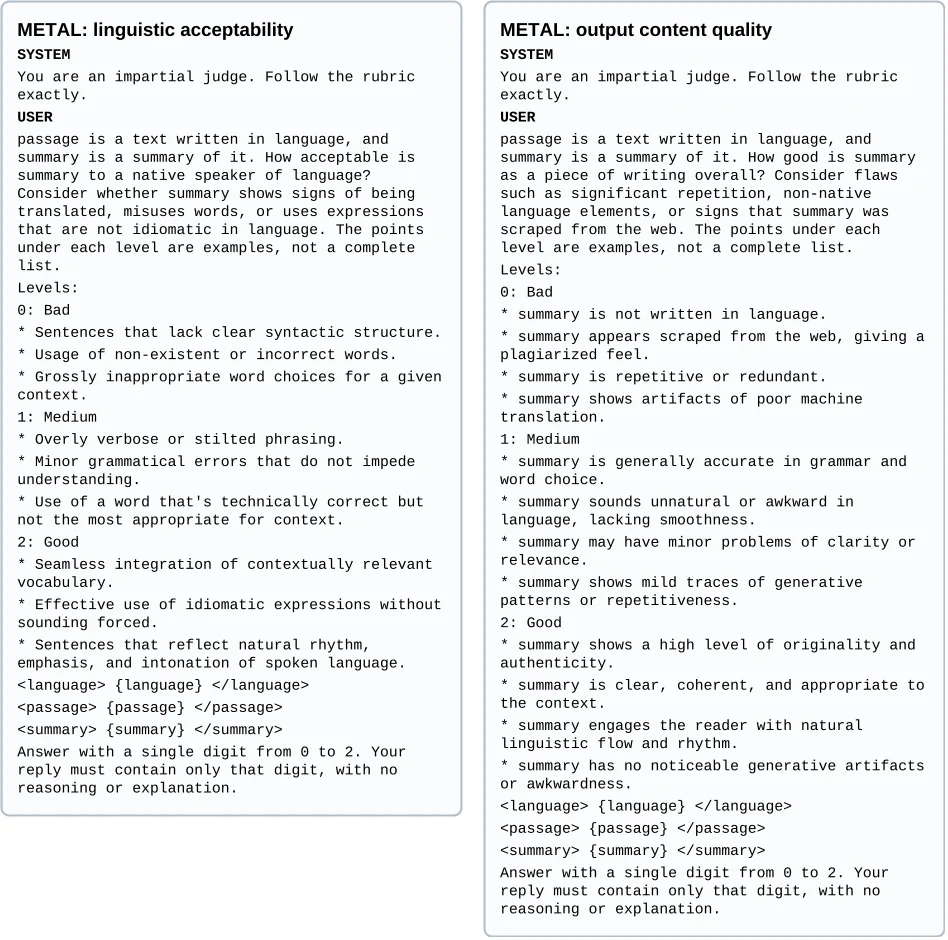 METAL: linguistic acceptability
SYSTEM
You are an impartial judge. Follow the rubric
exactly.
USER
passage is a text written in language, and
summary is a summary of it. How acceptable is
summary to a native speaker of language?
Consider whether summary shows signs of being
translated, misuses words, or uses expressions
that are not idiomatic in language. The points
under each level are examples, not a complete
list.
Levels:
0: Bad
* Sentences that lack clear syntactic structure.
* Usage of non-existent or incorrect words.
* Grossly inappropriate word choices for a given
context.
1: Medium
* Overly verbose or stilted phrasing.
* Minor grammatical errors that do not impede
understanding.
* Use of a word that's technically correct but
not the most appropriate for context.
2: Good
* Seamless integration of contextually relevant
vocabulary.
* Effective use of idiomatic expressions without
sounding forced.
* Sentences that reflect natural rhythm,
emphasis, and intonation of spoken language.
<language> {language} </language>
<passage> {passage} </passage>
<summary> {summary} </summary>
Answer with a single digit from 0 to 2. Your
reply must contain only that digit, with no
reasoning or explanation.
METAL: output content quality
SYSTEM
You are an impartial judge. Follow the rubric
exactly.
USER
passage is a text written in language, and
summary is a summary of it. How good is summary
as a piece of writing overall? Consider flaws
such as significant repetition, non-native
language elements, or signs that summary was
scraped from the web. The points under each
level are examples, not a complete list.
Levels:
0: Bad
* summary is not written in language.
* summary appears scraped from the web, giving a
plagiarized feel.
* summary is repetitive or redundant.
* summary shows artifacts of poor machine
translation.
1: Medium
* summary is generally accurate in grammar and
word choice.
* summary sounds unnatural or awkward in
language, lacking smoothness.
* summary may have minor problems of clarity or
relevance.
* summary shows mild traces of generative
patterns or repetitiveness.
2: Good
* summary shows a high level of originality and
authenticity.
* summary is clear, coherent, and appropriate to
the context.
* summary engages the reader with natural
linguistic flow and rhythm.
* summary has no noticeable generative artifacts
or awkwardness.
<language> {language} </language>
<passage> {passage} </passage>
<summary> {summary} </summary>
Answer with a single digit from 0 to 2. Your
reply must contain only that digit, with no
reasoning or explanation.